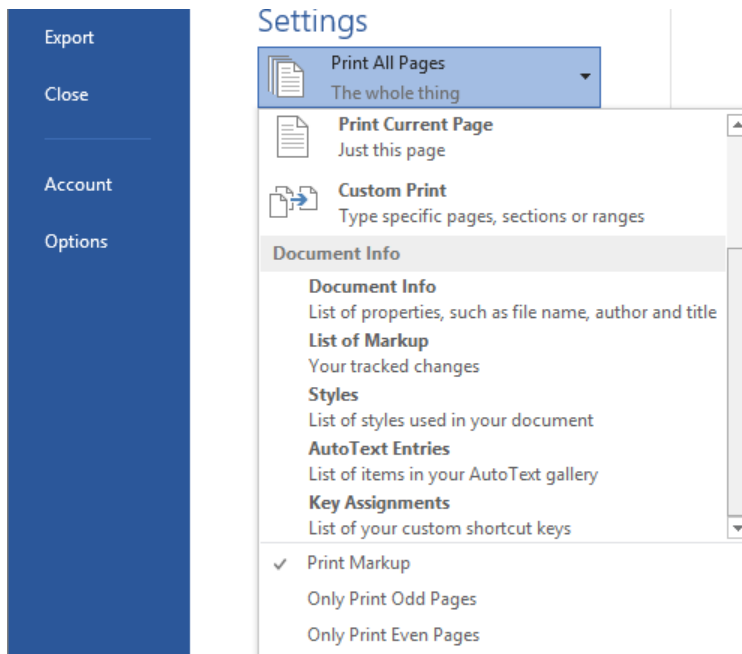 Export
Close
Account
Options
Settings
Print All Pages
The whole thing
Print Current Page
Just this page
Custom Print
Type specific pages, sections or ranges
Document Info
Document Info
List of properties, such as file name, author and title
List of Markup
Your tracked changes
Styles
List of styles used in your document
AutoText Entries
List of items in your AutoText gallery
Key Assignments
List of your custom shortcut keys
Print Markup
Only Print Odd Pages
Only Print Even Pages